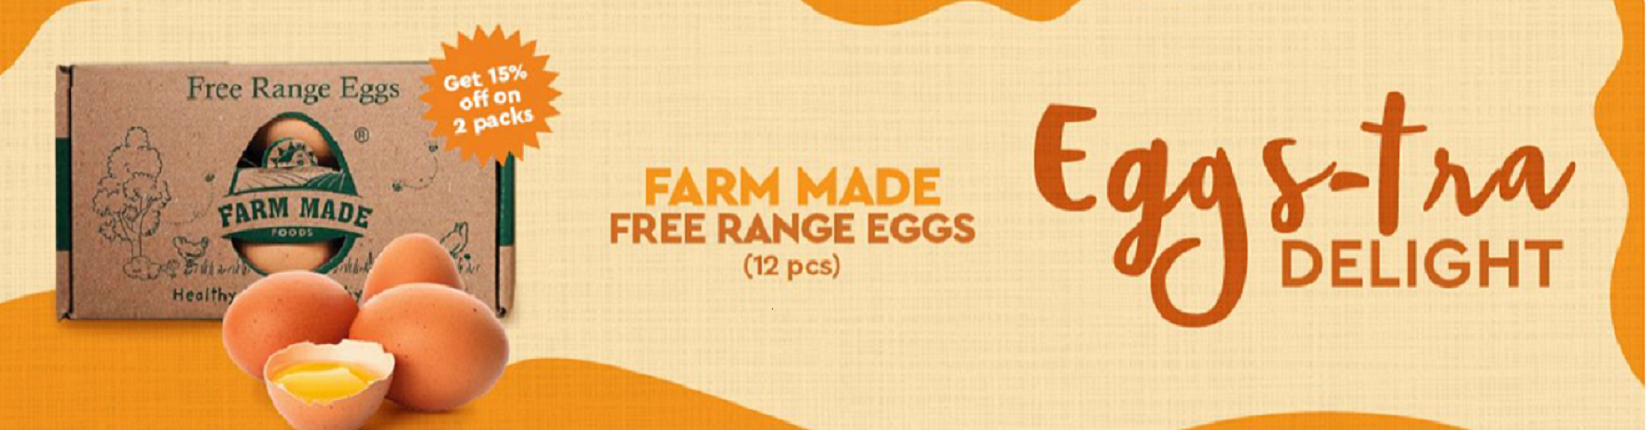 Free Range Eggs
®
FARM MADE
FOODS
Healthy
Get 15%
off on
2 packs
FARM MADE
FREE RANGE EGGS
(12 pcs)
Eggs-tra
DELIGHT